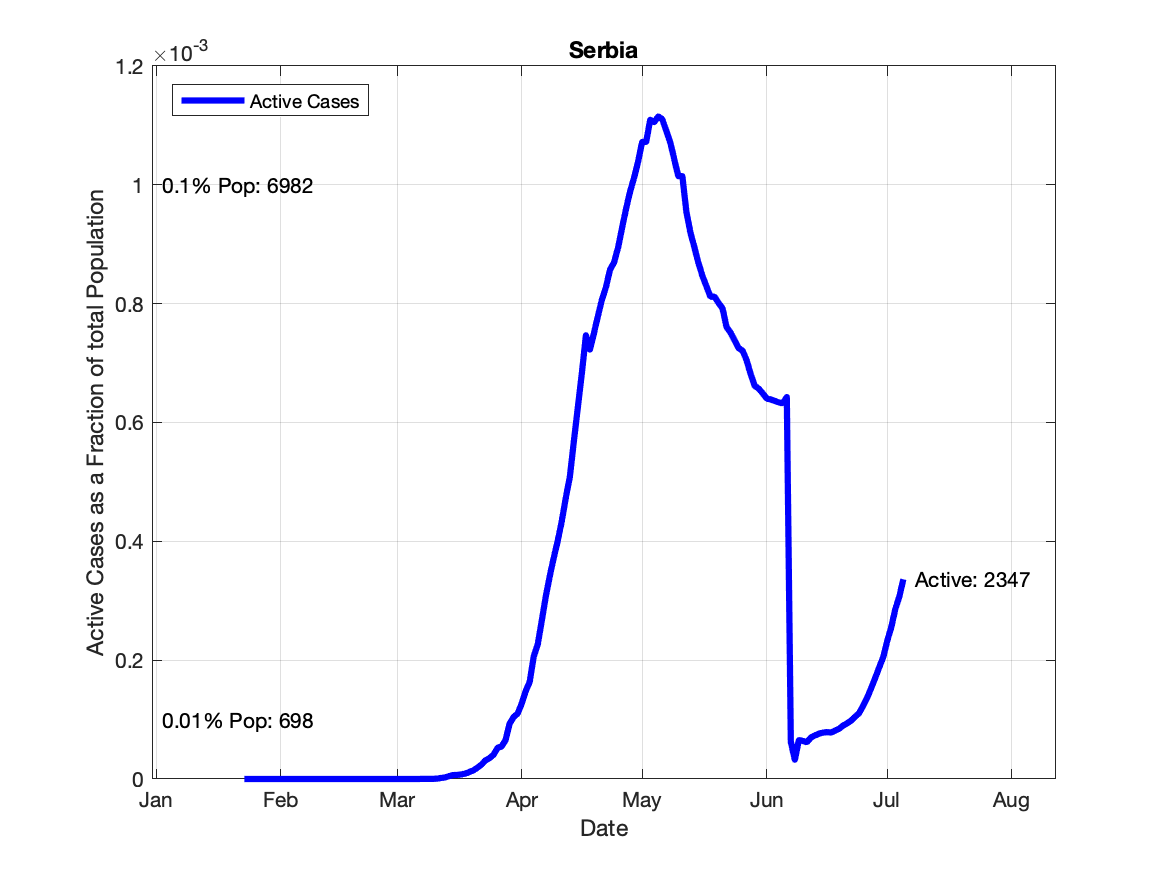 Serbia
×10-3
1.2
1
0.8
0.6
0.4
0.2
0
Active Cases as a Fraction of total Population
Active Cases
0.1% Pop: 6982
0.01% Pop: 698
Active: 2347
Jan Feb Mar Apr May Jun Jul Aug
Date